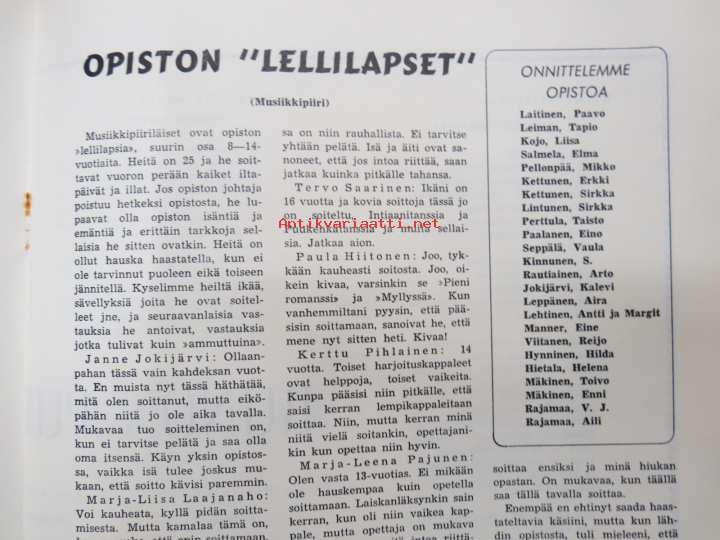 OPISTON "LELLILAPSET"
(Musiikkipiiri)
Musiikkipiiriläiset ovat opiston
»lellilapsia», suurin osa 8—14-
vuotiaita. Heitä on 25 ja he soit-
tavat vuoron perään kaiket ilta-
päivät ja illat. Jos opiston johtaja
poistuu hetkeksi opistosta, he lu-
paavat olla opiston isäntiä ja
emäntiä ja erittäin tarkkoja sel-
laisia he sitten ovatkin. Heitä on
ollut hauska haastatella, kun ei
ole tarvinnut puoleen eikä toiseen
jännitellä. Kyselimme heiltä ikää,
sävellyksiä joita he ovat soitel-
leet jne, ja seuraavanlaisia vas-
tauksia he antoivat, vastauksia
jotka tulivat kuin »ammuttuina».
Janne Jokijärvi: Ollaan-
pahan tässä vain kahdeksan vuot-
ta. En muista nyt tässä häthätää,
mitä olen soittanut, mutta eikö-
pähän niitä jo ole aika tavalla.
Mukavaa tuo soitteleminen on,
kun ei tarvitse pelätä ja saa olla
oma itsensä. Käyn yksin opistos-
sa, vaikka isä tulee joskus mu-
kaan, että soitto kävisi paremmin.
Marja-Liisa Laajanaho:
Voi kauheata, kyllä pidän soitta-
misesta. Mutta kamalaa tämä on,
sa on niin rauhallista. Ei tarvitse
yhtään pelätä. Isä ja äiti ovat sa-
noneet, että jos intoa riittää, saan
jatkaa kuinka pitkälle tahansa.
Tervo Saarinen: Ikäni on
16 vuotta ja kovia soittoja tässä jo
on soiteltu. Intiaanitanssia ja
Puukenkätanssia ja muita sellai-
sia. Jatkaa aion.
Antikvariaatti.net
Paula Hiitonen: Joo, tyk-
kään kauheasti soitosta. Joo, oi-
kein kivaa, varsinkin se »Pieni
romanssi» ja »Myllyssä». Kun
vanhemmiltani pyysin, että pää-
sisin soittamaan, sanoivat he, että
mene nyt sitten heti. Kivaa!
Kerttu Pihlainen: 14
vuotta. Toiset harjoituskappaleet
ovat helppoja, toiset vaikeita.
Kunpa pääsisi niin pitkälle, että
saisi kerran lempikappaleitaan
soittaa. Niin, mutta kerran minä
niitä vielä soitankin, opettajani-
kin kun opettaa niin hyvin.
Marja-Leena Pajunen:
Olen vasta 13-vuotias. Ei mikään
ole hauskempaa kuin opetella
soittamaan. Laiskanläksynkin sain
kerran, kun oli niin vaikea kap-
pale, mutta opettaja on mukava
ONNITTELEMME
OPISTOA
Laitinen, Paavo
Leiman, Tapio
Kojo, Liisa
Salmela, Elma
Pellonpää, Mikko
Kettunen, Erkki
Kettunen, Sirkka
Lintunen, Sirkka
Perttula, Taisto
Paalanen, Eino
Seppälä, Vaula
Kinnunen, S.
Rautiainen, Arto
Jokijärvi, Kalevi
Leppänen, Aira
Lehtinen, Antti ja Margit
Manner, Eine
Viitanen, Reijo
Hynninen, Hilda
Hietala, Helena
Mäkinen, Toivo
Mäkinen, Enni
Rajamaa, V. J.
Rajamaa, Aili
soittaa ensiksi ja minä hiukan
opastan. On mukavaa, kun täällä
saa tällä tavalla soittaa.
Enempää en ehtinyt saada haas-
tateltavia käsiini, mutta kun läh-
din opistosta, tuli mieleeni, että